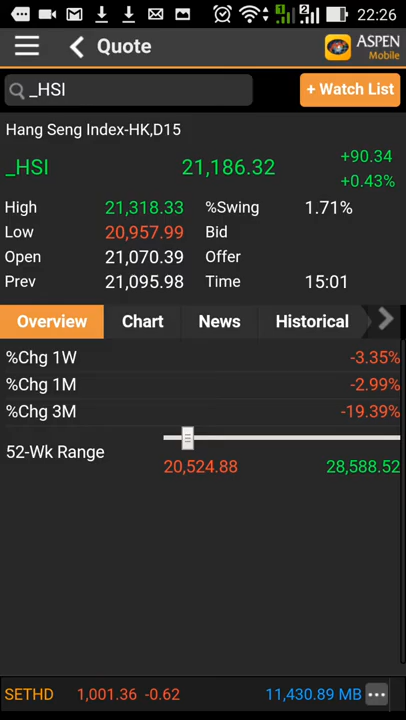 22:26
Quote
ASPEN
Mobile
_HSI
+ Watch List
Hang Seng Index-HK,D15
_HSI 21,186.32 +90.34
+0.43%
High 21,318.33 %Swing 1.71%
Low 20,957.99 Bid
Open 21,070.39 Offer
Prev 21,095.98 Time 15:01
Overview Chart News Historical
%Chg 1W -3.35%
%Chg 1M -2.99%
%Chg 3M -19.39%
52-Wk Range
20,524.88 28,588.52
SETHD 1,001.36 -0.62 11,430.89 MB